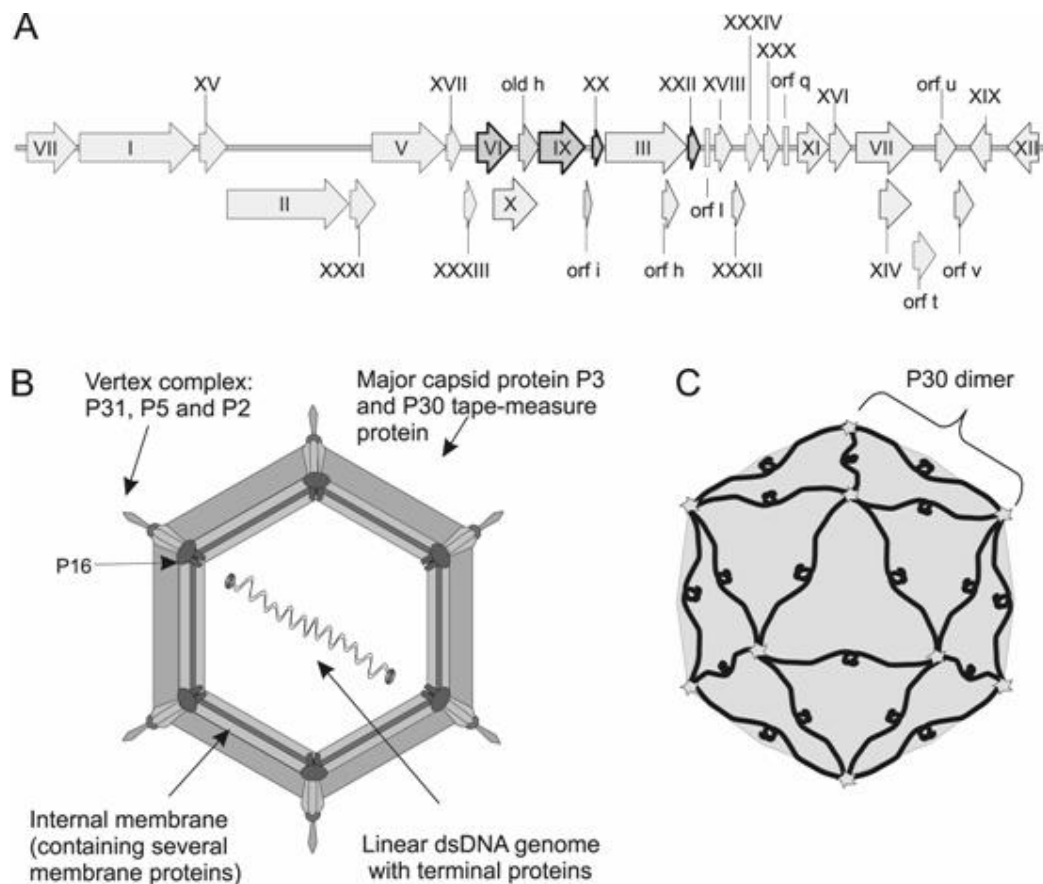 A
XXXIV
XXX
XV
XVII
old h
XX
XXII
XVIII
orf q
XVI
orf u
XIX
VII
I
V
VI
IX
III
XI
VII
XII
II
X
orf l
XXXI
XXXIII
orf i
orf h
XXXII
XIV
orf v
orf t
B
Vertex complex:
P31, P5 and P2
Major capsid protein P3
and P30 tape-measure
protein
P16
Internal membrane
(containing several
membrane proteins)
Linear dsDNA genome
with terminal proteins
C
P30 dimer